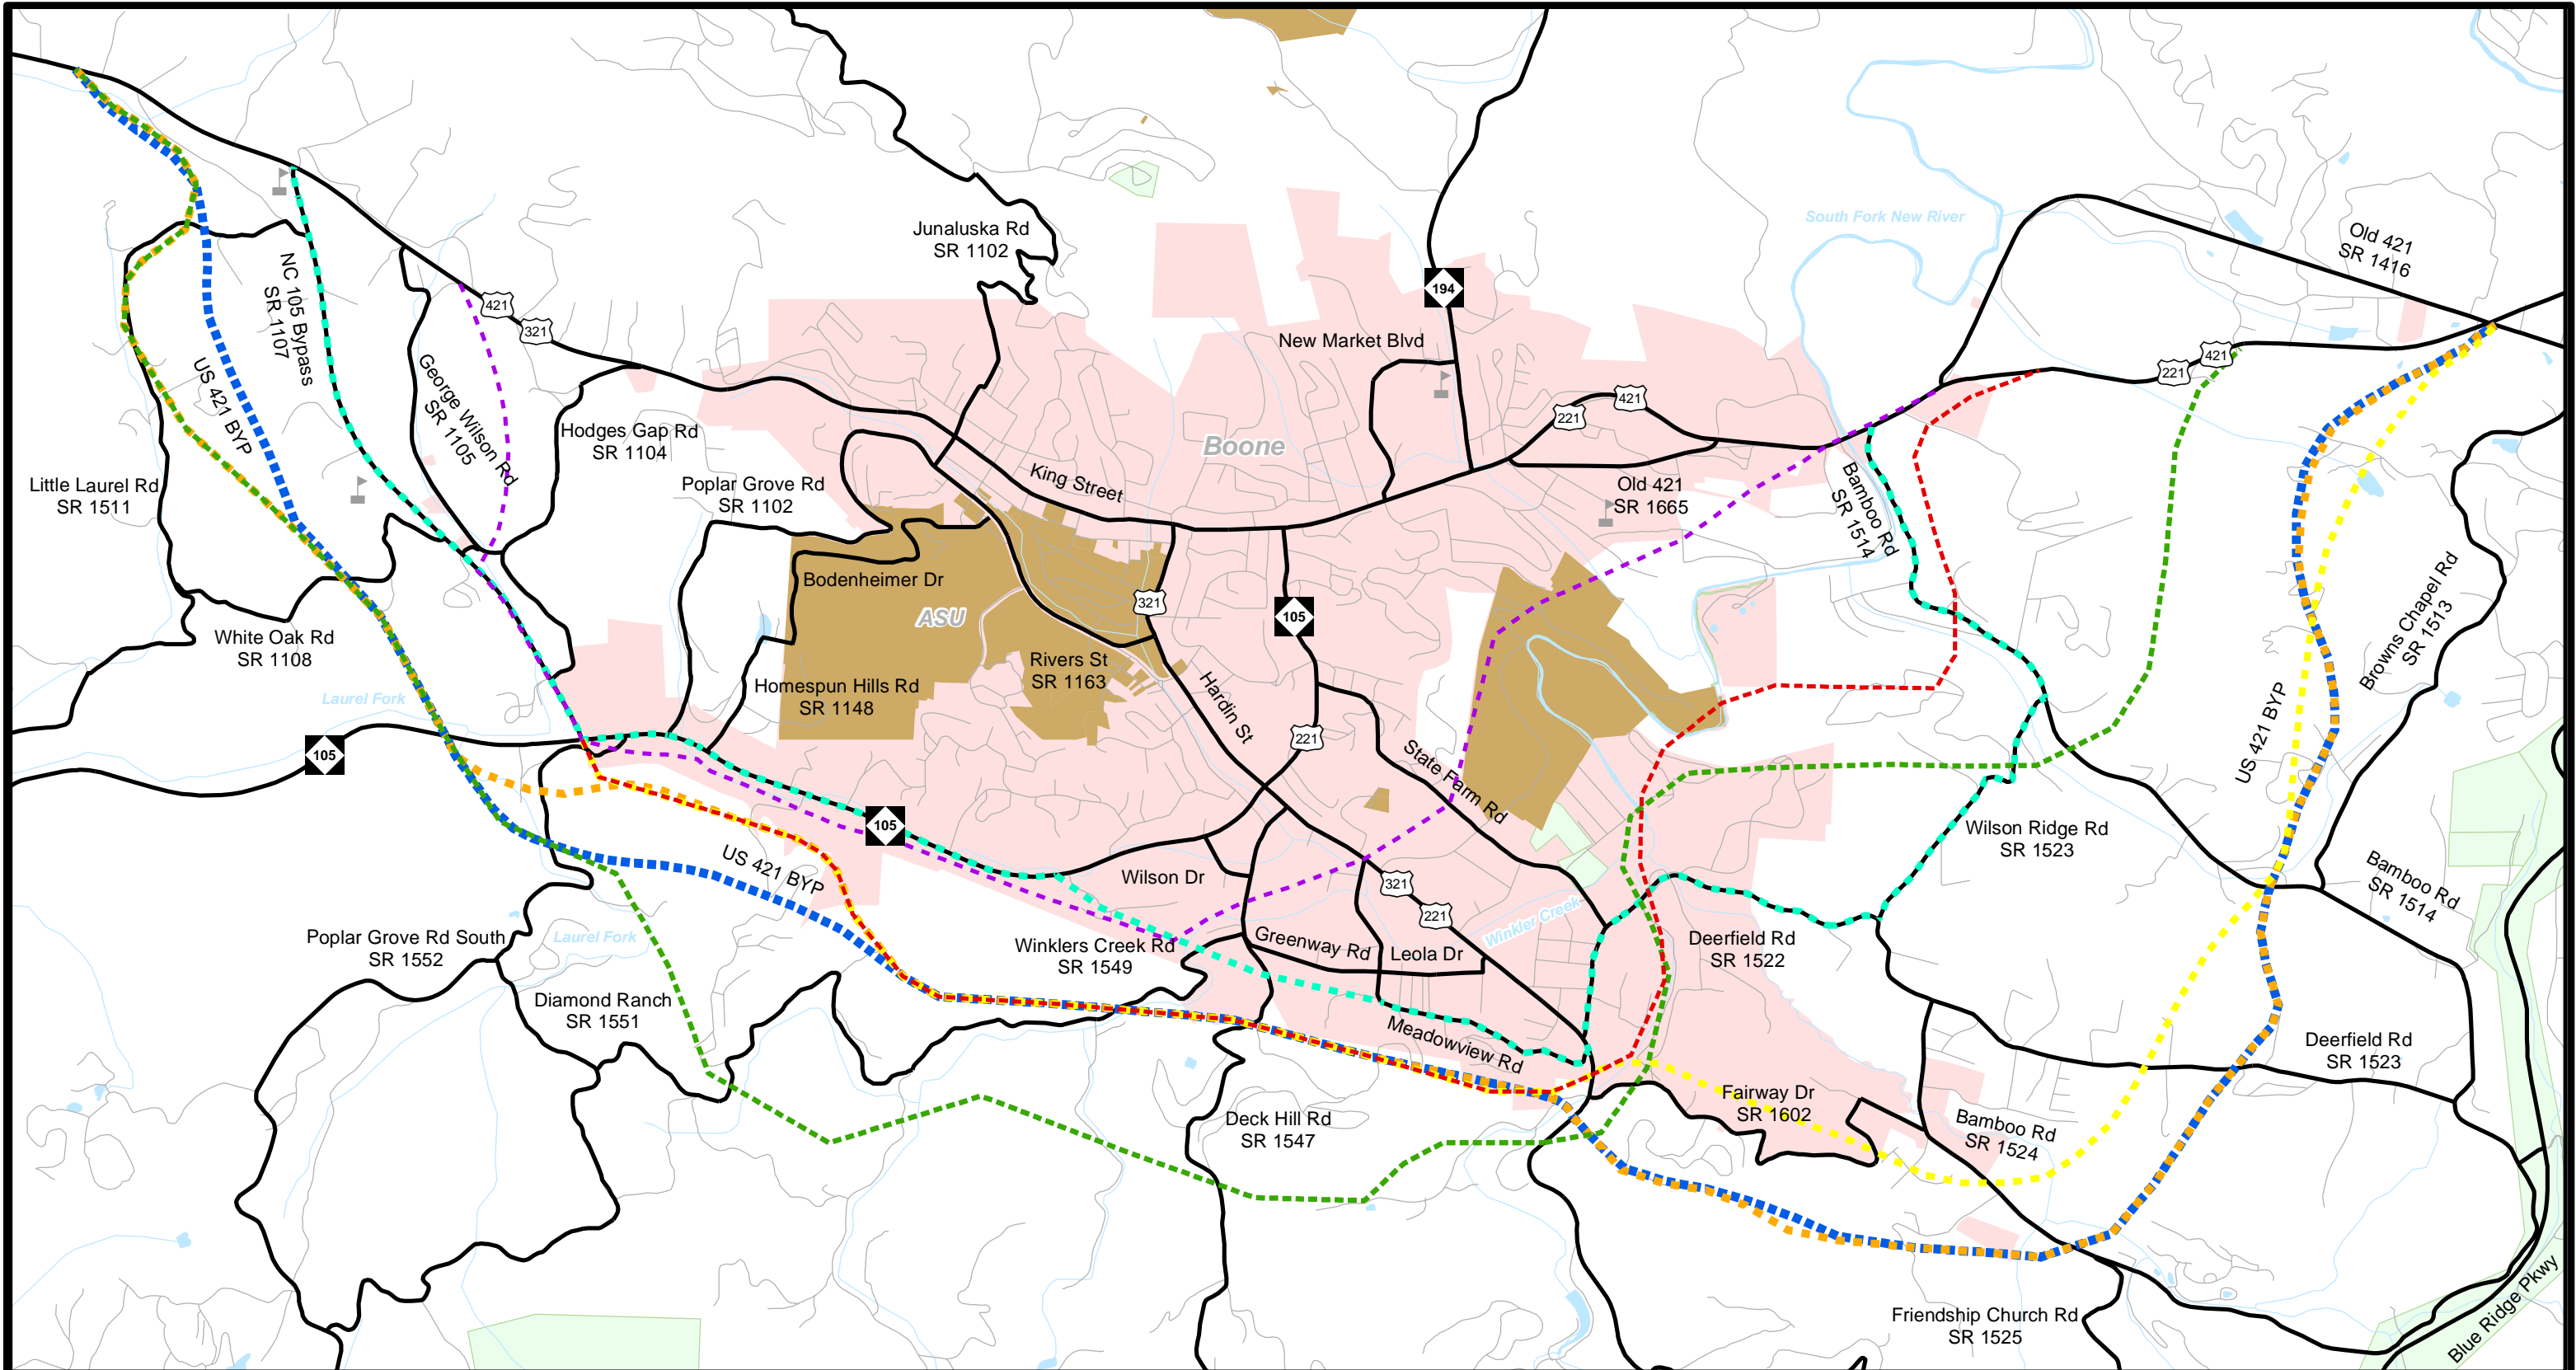 South Fork New River
Old 421
SR 1416
Junaluska Rd
SR 1102
194
NC 105 Bypass
SR 1107
421
321
New Market Blvd
421
221
US 421 BYP
George Wilson Rd
SR 1105
Hodges Gap Rd
SR 1104
421
221
Boone
King Street
Little Laurel Rd
SR 1511
Poplar Grove Rd
SR 1102
Old 421
SR 1665
Bamboo Rd
SR 1514
Bodenheimer Dr
ASU
321
105
White Oak Rd
SR 1108
Browns Chapel Rd
SR 1513
Rivers St
SR 1163
Homespun Hills Rd
SR 1148
Laurel Fork
Hardin St
105
221
State Farm Rd
US 421 BYP
105
Wilson Ridge Rd
SR 1523
US 421 BYP
Wilson Dr
321
221
Bamboo Rd
SR 1514
Winkler Creek
Poplar Grove Rd South
SR 1552
Laurel Fork
Winklers Creek Rd
SR 1549
Greenway Rd
Leola Dr
Deerfield Rd
SR 1522
Diamond Ranch
SR 1551
Meadowview Rd
Deerfield Rd
SR 1523
Fairway Dr
SR 1602
Deck Hill Rd
SR 1547
Bamboo Rd
SR 1524
Friendship Church Rd
SR 1525
Blue Ridge Pkwy